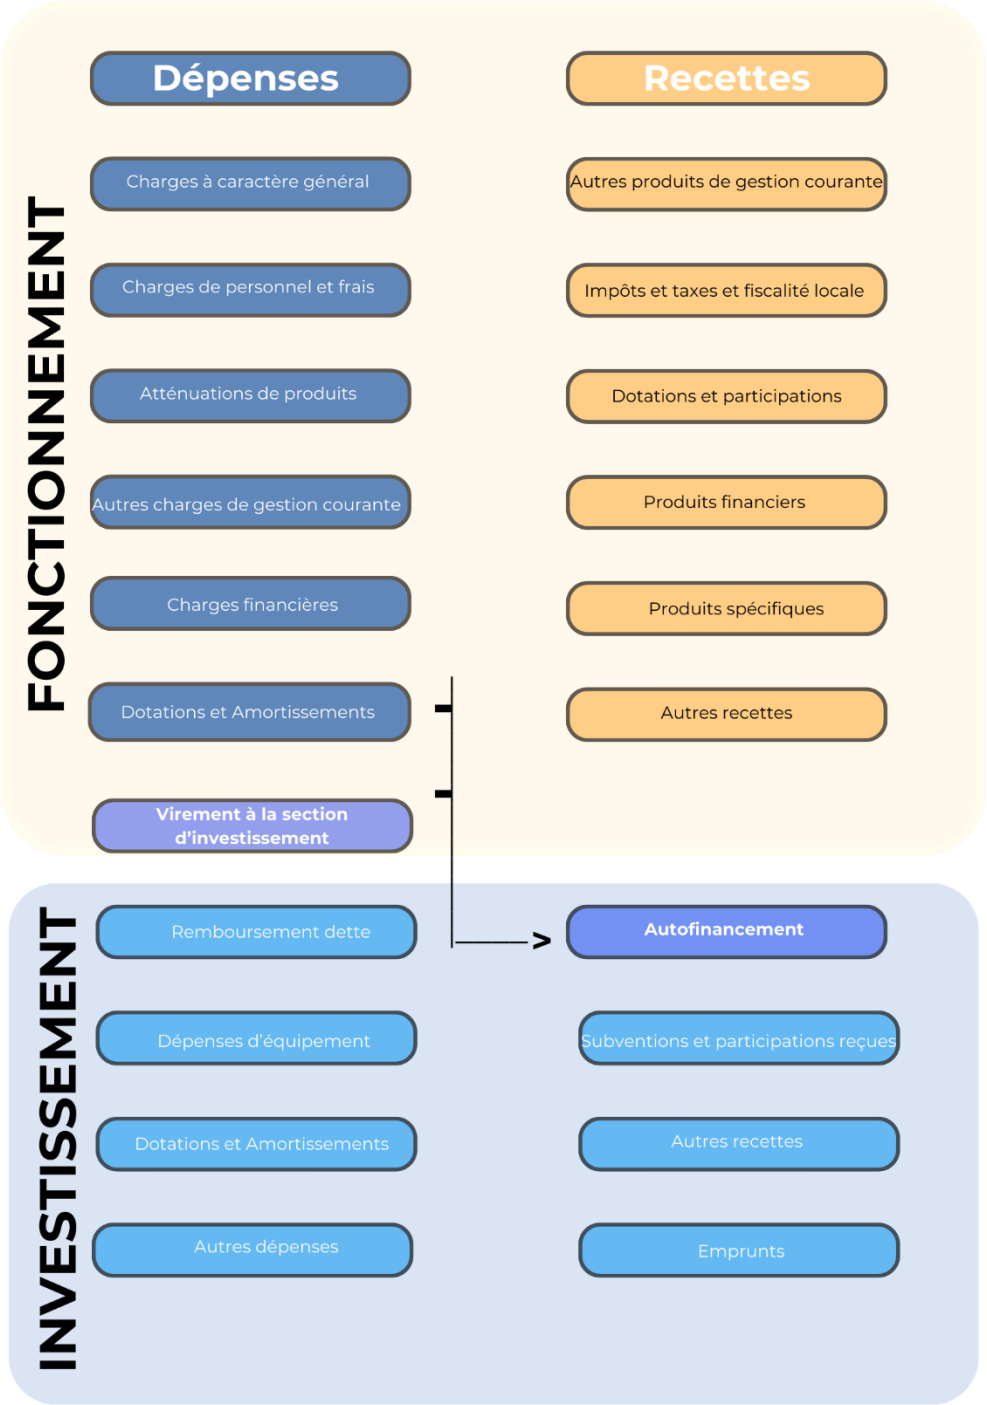 FONCTIONNEMENT
Dépenses
Recettes
Charges à caractère général
Autres produits de gestion courante
Charges de personnel et frais
Impôts et taxes et fiscalité locale
Atténuations de produits
Dotations et participations
Autres charges de gestion courante
Produits financiers
Charges financières
Produits spécifiques
Dotations et Amortissements
Autres recettes
Virement à la section
d’investissement
INVESTISSEMENT
Remboursement dette
Autofinancement
Dépenses d’équipement
Subventions et participations reçues
Dotations et Amortissements
Autres recettes
Autres dépenses
Emprunts